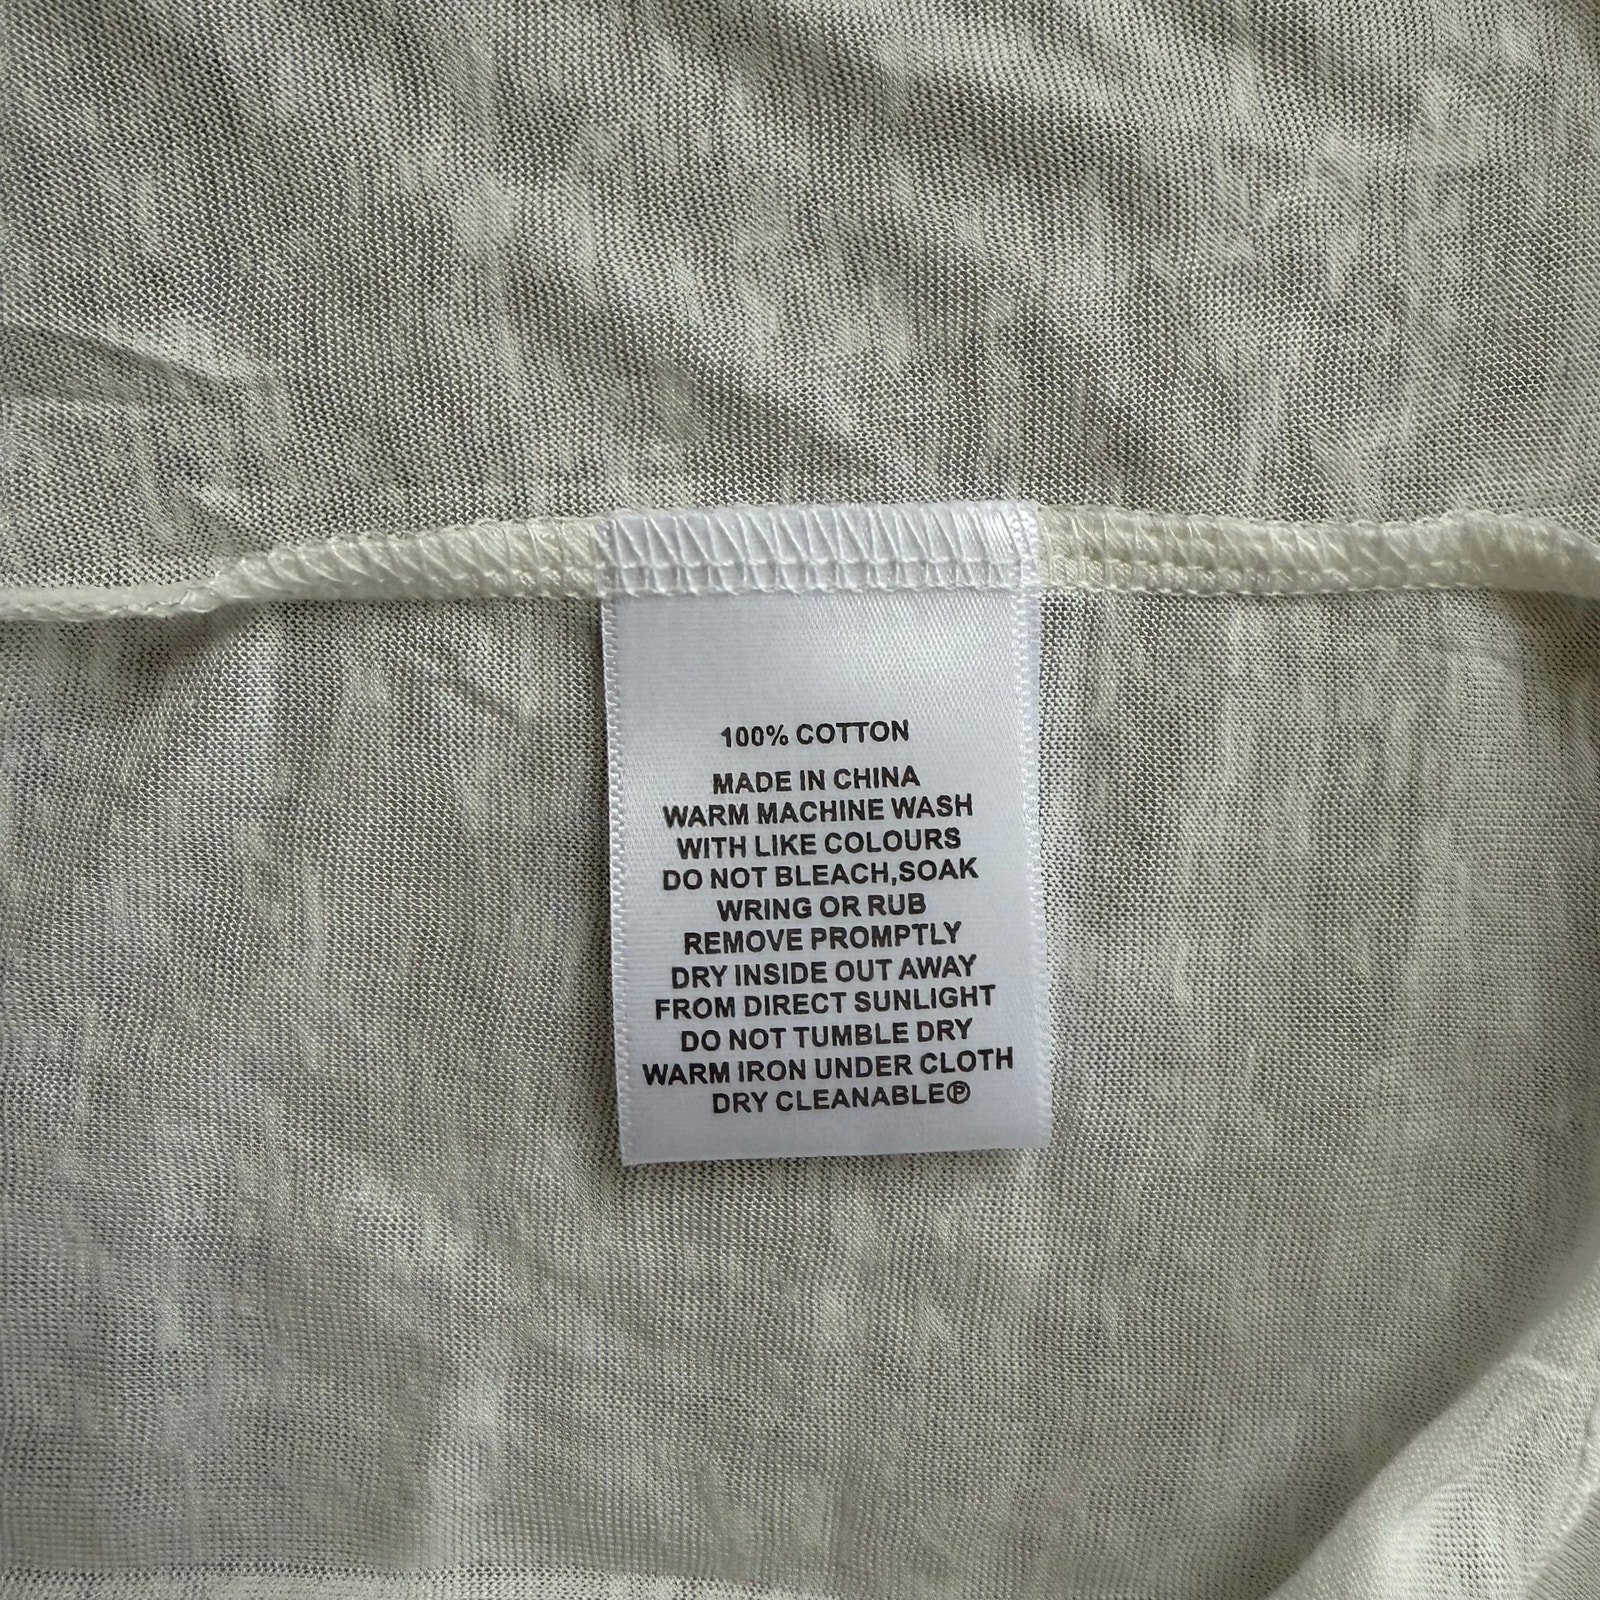 100% COTTON
MADE IN CHINA
WARM MACHINE WASH
WITH LIKE COLOURS
DO NOT BLEACH,SOAK
WRING OR RUB
REMOVE PROMPTLY
DRY INSIDE OUT AWAY
FROM DIRECT SUNLIGHT
DO NOT TUMBLE DRY
WARM IRON UNDER CLOTH
DRY CLEANABLEⓅ